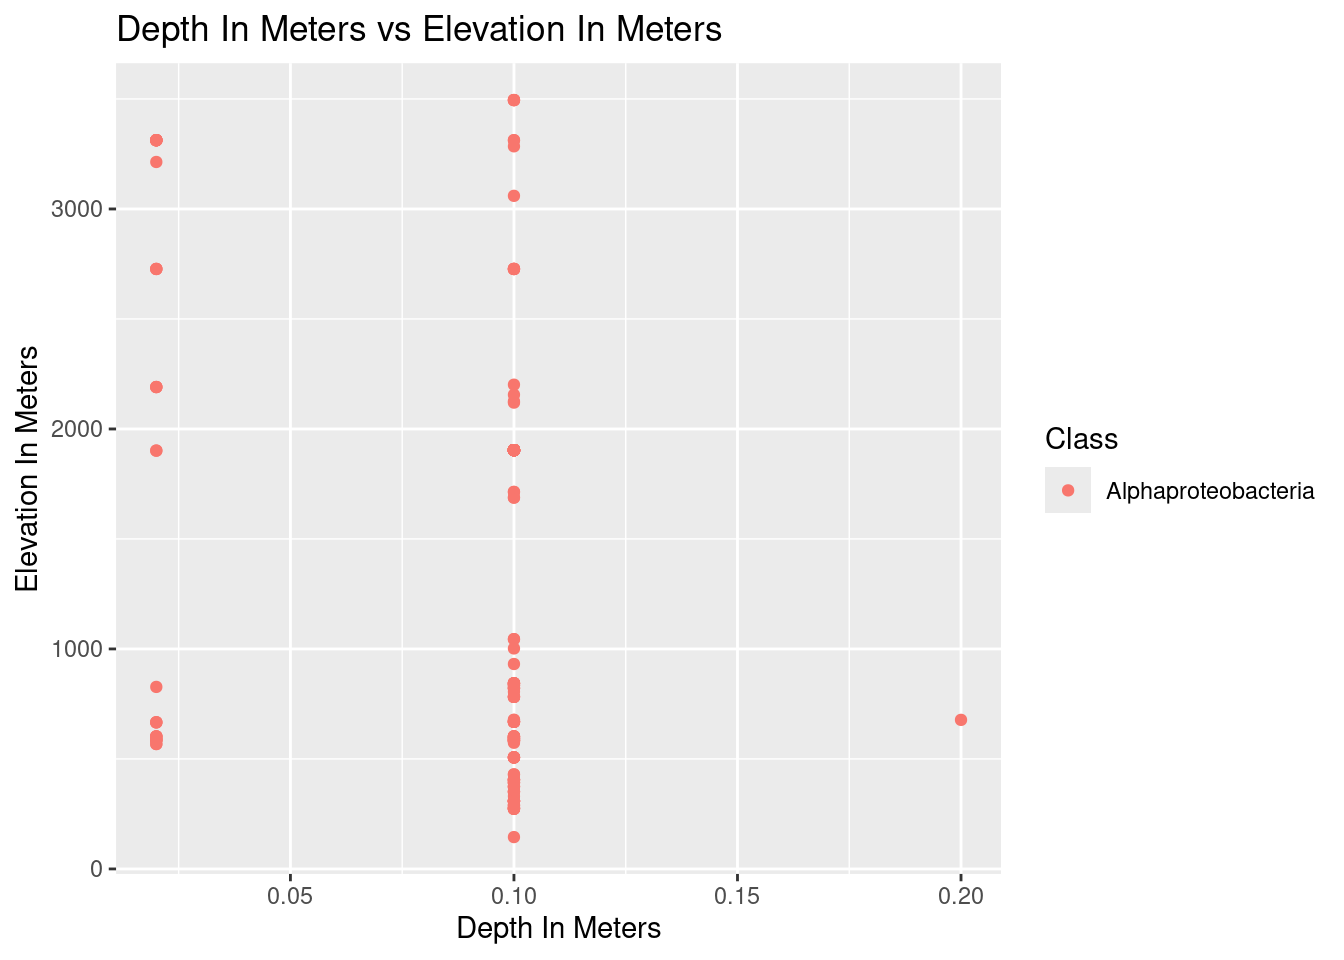 Depth In Meters vs Elevation In Meters
Elevation In Meters
3000
2000
1000
0
0.05 0.10 0.15 0.20
Depth In Meters
Class
Alphaproteobacteria